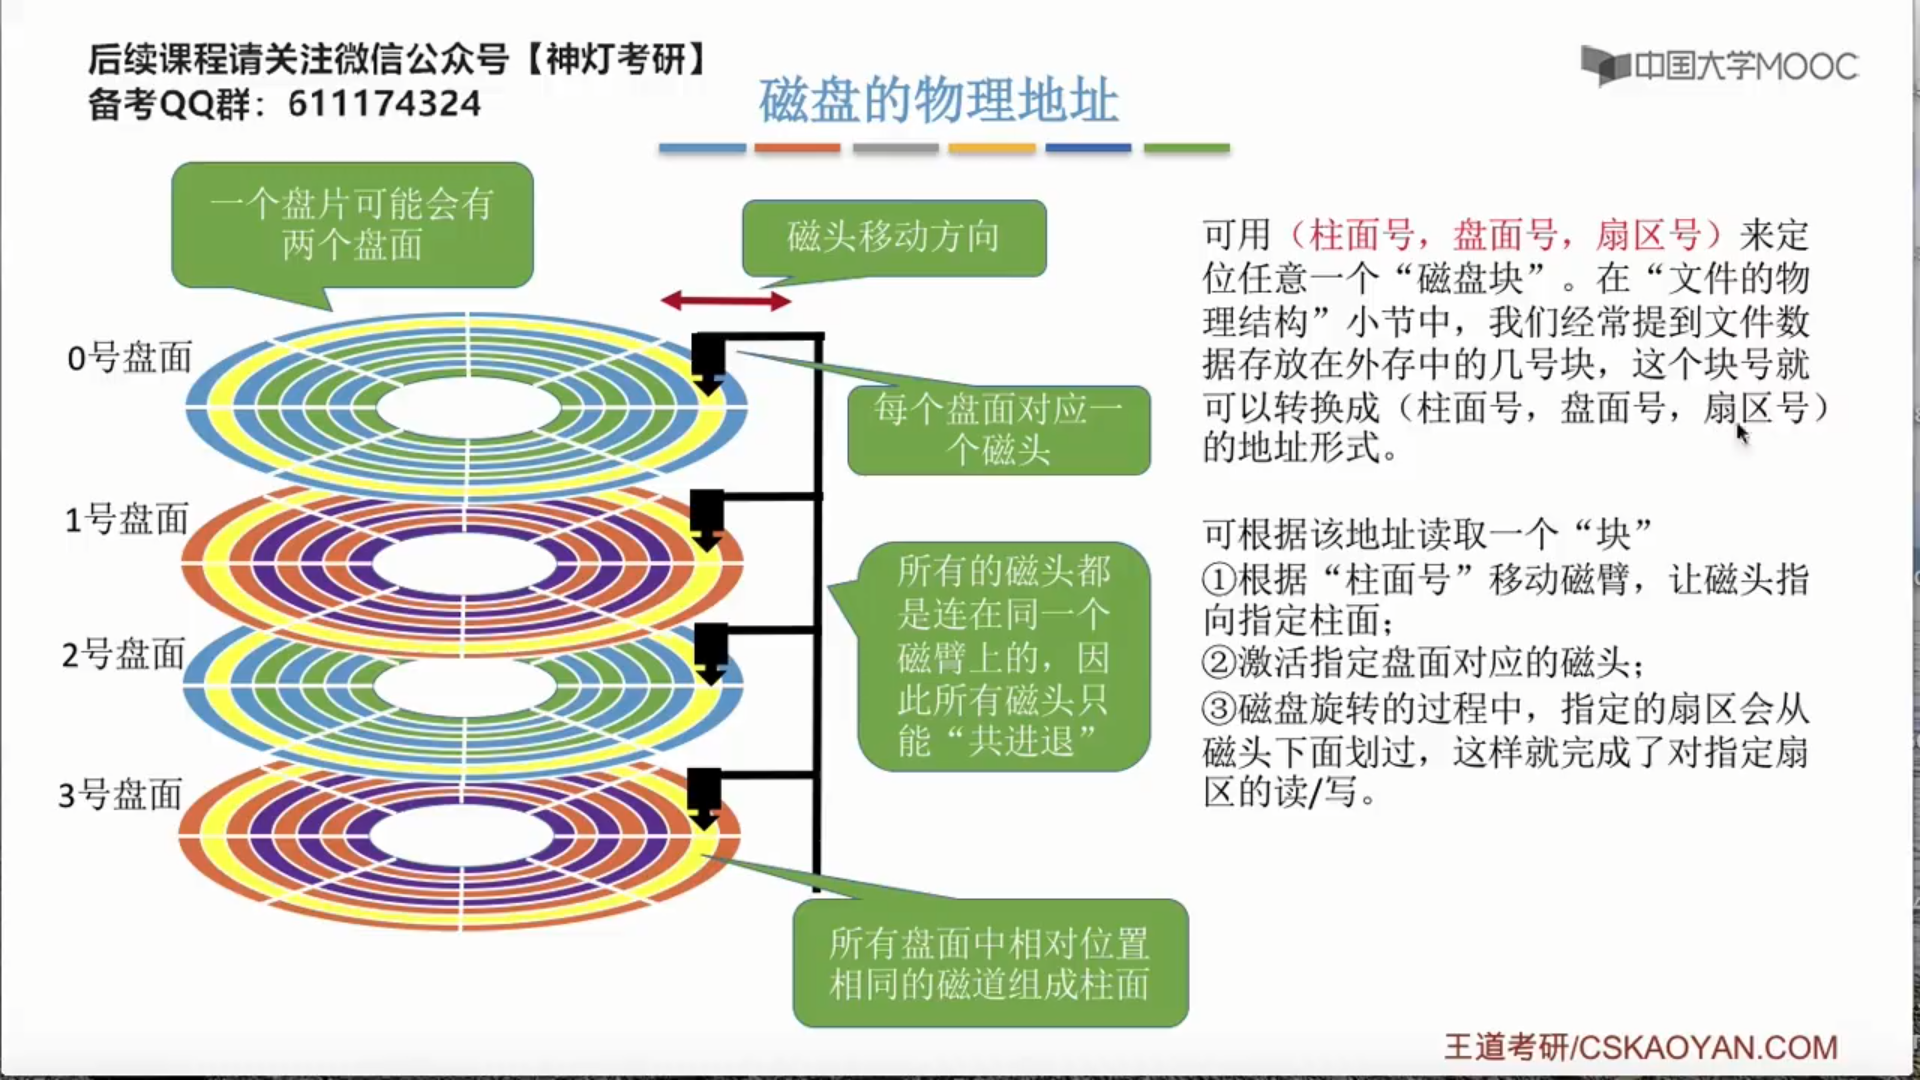 后续课程请关注微信公众号【神灯考研】
备考QQ群：611174324
中国大学MOOC
磁盘的物理地址
一个盘片可能会有
两个盘面
磁头移动方向
0号盘面
每个盘面对应一
个磁头
1号盘面
所有的磁头都
是连在同一个
磁臂上的，因
此所有磁头只
能“共进退”
2号盘面
3号盘面
所有盘面中相对位置
相同的磁道组成柱面
可用（柱面号，盘面号，扇区号）来定
位任意一个“磁盘块”。在“文件的物
理结构”小节中，我们经常提到文件数
据存放在外存中的几号块，这个块号就
可以转换成（柱面号，盘面号，扇区号）
的地址形式。
可根据该地址读取一个“块”
①根据“柱面号”移动磁臂，让磁头指
向指定柱面；
②激活指定盘面对应的磁头；
③磁盘旋转的过程中，指定的扇区会从
磁头下面划过，这样就完成了对指定扇
区的读/写。
王道考研/CSKAOYAN.COM